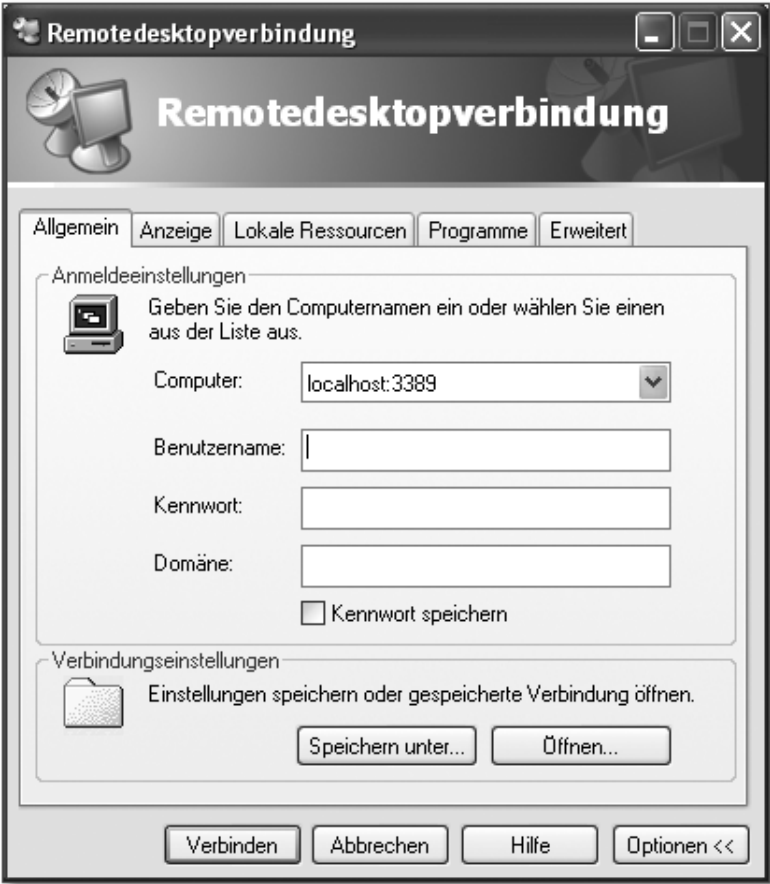 Remotedesktopverbindung
Remotedesktopverbindung
Allgemein Anzeige Lokale Ressourcen Programme Erweitert
Anmeldeeinstellungen
Geben Sie den Computernamen ein oder wählen Sie einen
aus der Liste aus.
Computer: localhost:3389
Benutzername:
Kennwort:
Domäne:
Kennwort speichern
Verbindungseinstellungen
Einstellungen speichern oder gespeicherte Verbindung öffnen.
Speichern unter... Öffnen...
Verbinden Abbrechen Hilfe Optionen <<